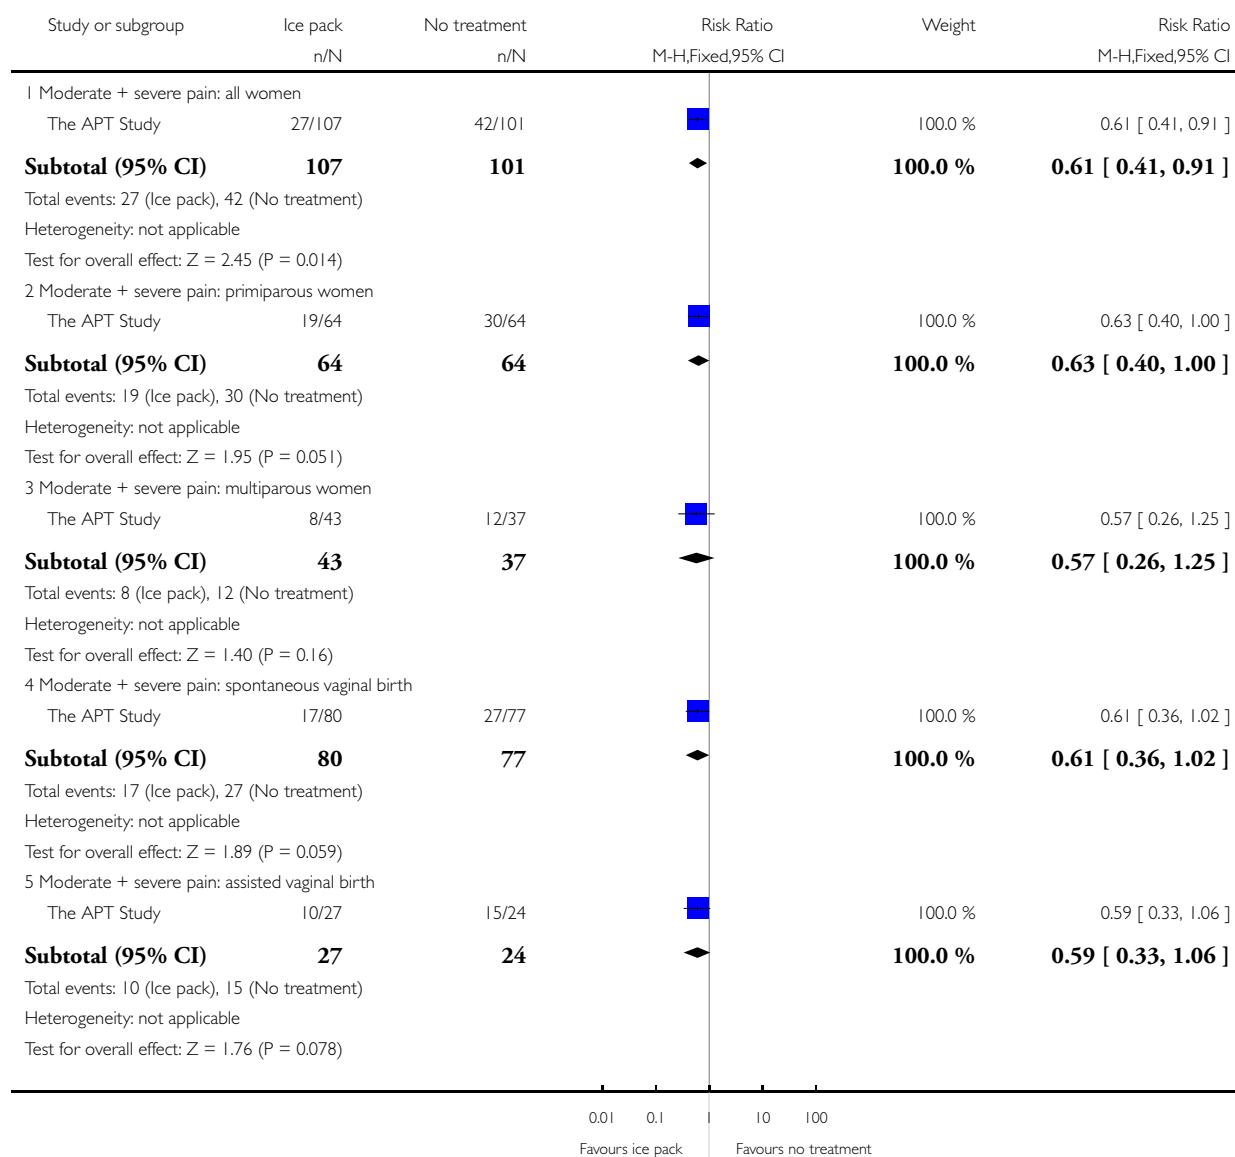 Study or subgroup Ice pack No treatment Risk Ratio Weight Risk Ratio
n/N n/N M-H,Fixed,95% CI M-H,Fixed,95% CI
1 Moderate + severe pain: all women
The APT Study 27/107 42/101 100.0 % 0.61 [ 0.41, 0.91 ]
Subtotal (95% CI) 107 101 100.0 % 0.61 [ 0.41, 0.91 ]
Total events: 27 (Ice pack), 42 (No treatment)
Heterogeneity: not applicable
Test for overall effect: Z = 2.45 (P = 0.014)
2 Moderate + severe pain: primiparous women
The APT Study 19/64 30/64 100.0 % 0.63 [ 0.40, 1.00 ]
Subtotal (95% CI) 64 64 100.0 % 0.63 [ 0.40, 1.00 ]
Total events: 19 (Ice pack), 30 (No treatment)
Heterogeneity: not applicable
Test for overall effect: Z = 1.95 (P = 0.051)
3 Moderate + severe pain: multiparous women
The APT Study 8/43 12/37 100.0 % 0.57 [ 0.26, 1.25 ]
Subtotal (95% CI) 43 37 100.0 % 0.57 [ 0.26, 1.25 ]
Total events: 8 (Ice pack), 12 (No treatment)
Heterogeneity: not applicable
Test for overall effect: Z = 1.40 (P = 0.16)
4 Moderate + severe pain: spontaneous vaginal birth
The APT Study 17/80 27/77 100.0 % 0.61 [ 0.36, 1.02 ]
Subtotal (95% CI) 80 77 100.0 % 0.61 [ 0.36, 1.02 ]
Total events: 17 (Ice pack), 27 (No treatment)
Heterogeneity: not applicable
Test for overall effect: Z = 1.89 (P = 0.059)
5 Moderate + severe pain: assisted vaginal birth
The APT Study 10/27 15/24 100.0 % 0.59 [ 0.33, 1.06 ]
Subtotal (95% CI) 27 24 100.0 % 0.59 [ 0.33, 1.06 ]
Total events: 10 (Ice pack), 15 (No treatment)
Heterogeneity: not applicable
Test for overall effect: Z = 1.76 (P = 0.078)
0.01 0.1 1 10 100
Favours ice pack Favours no treatment